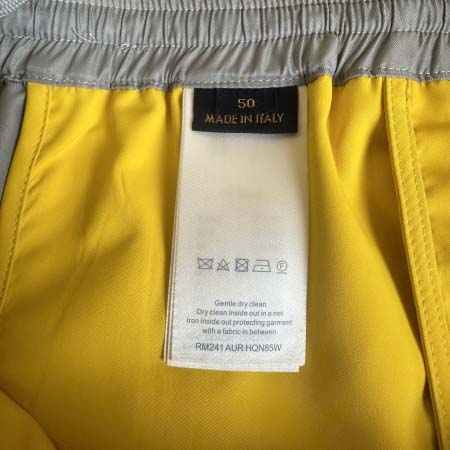 50
MADE IN ITALY
Gentle dry clean
Dry clean inside out in a net
iron inside out protecting garment
with a fabric in between
RM241 AUR HQN85W